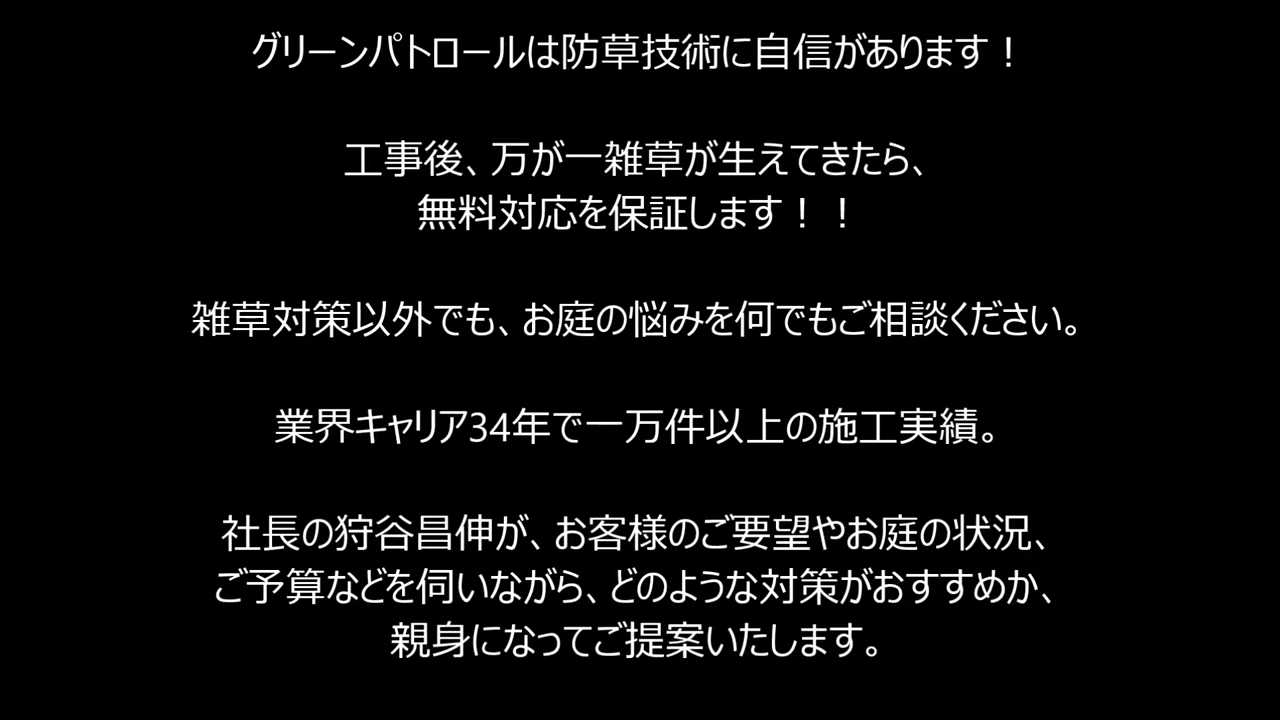 グリーンパトロールは防草技術に自信があります！
工事後、万が一雑草が生えてきたら、
無料対応を保証します！！
雑草対策以外でも、お庭の悩みを何でもご相談ください。
業界キャリア34年で一万件以上の施工実績。
社長の狩谷昌伸が、お客様のご要望やお庭の状況、
ご予算などを伺いながら、どのような対策がおすすめか、
親身になってご提案いたします。